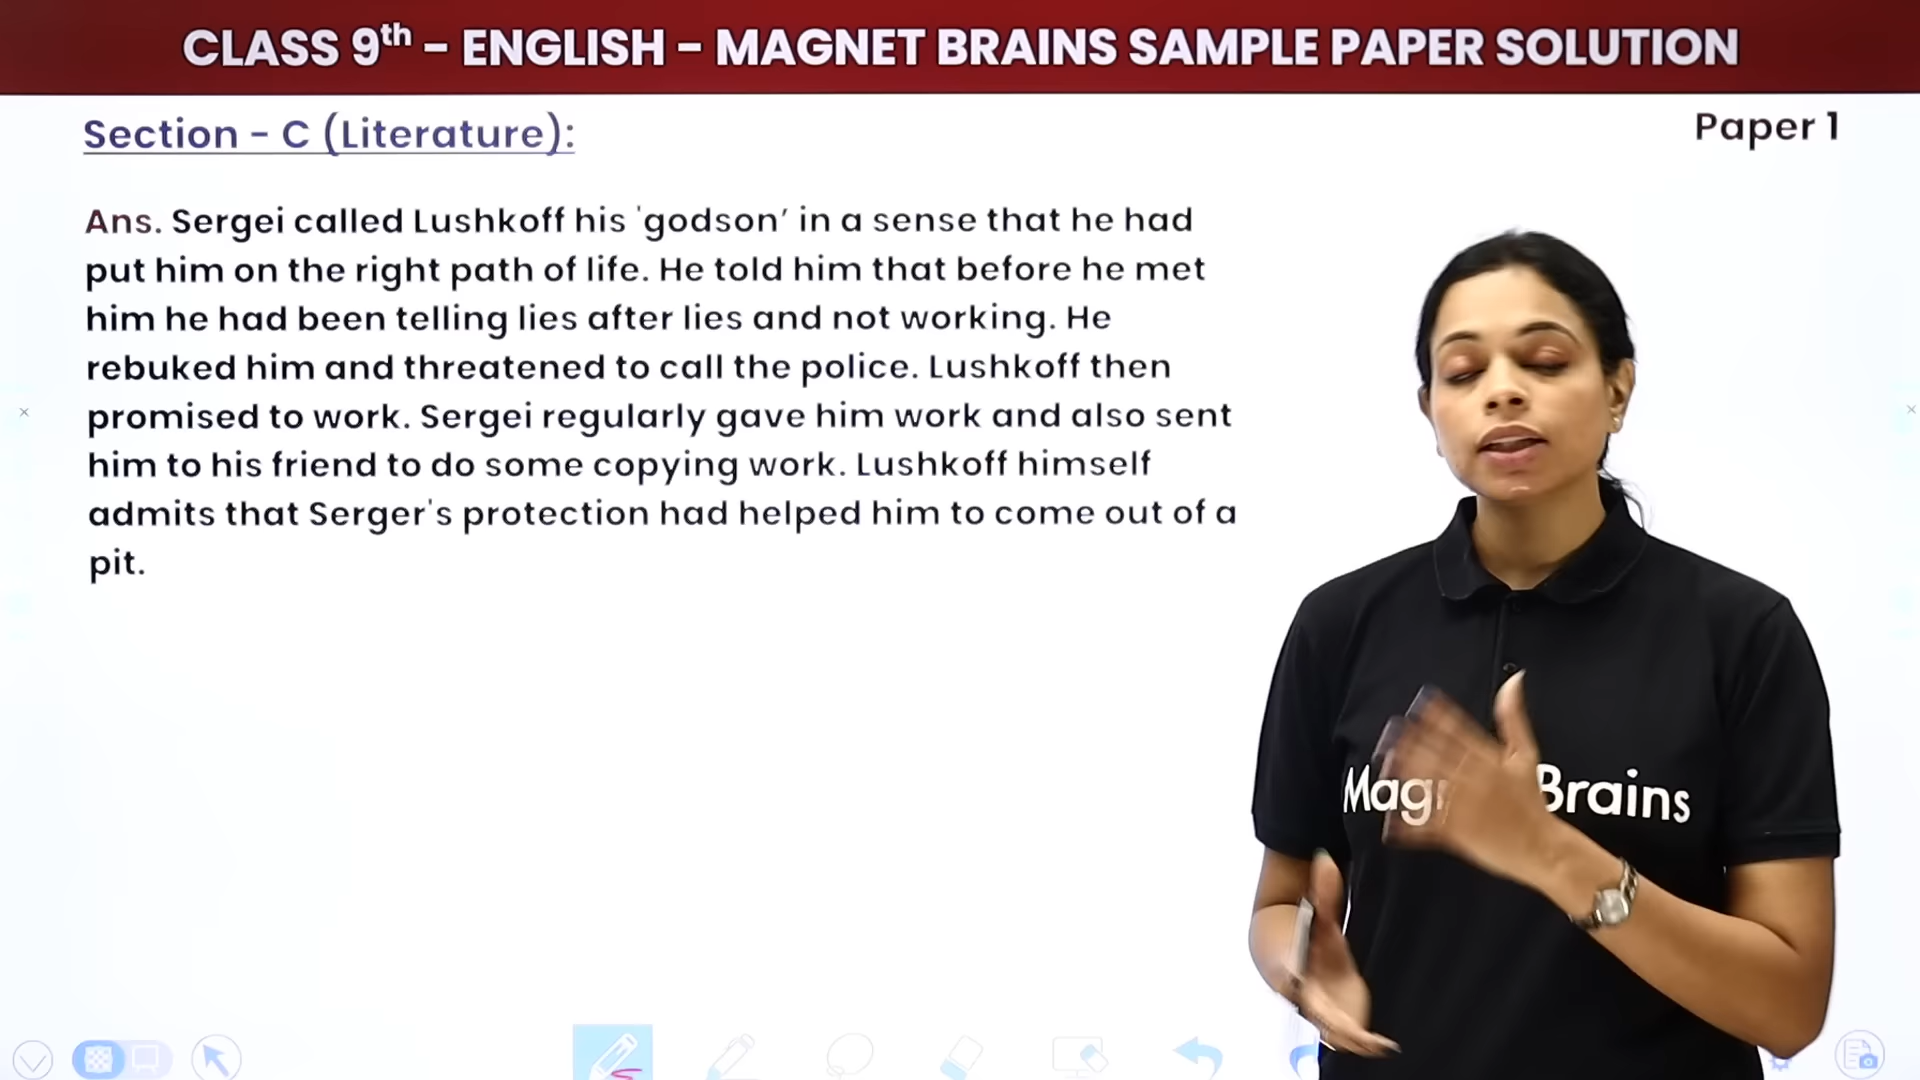 CLASS 9th – ENGLISH – MAGNET BRAINS SAMPLE PAPER SOLUTION
Section - C (Literature):
Paper 1
Ans. Sergei called Lushkoff his 'godson' in a sense that he had
put him on the right path of life. He told him that before he met
him he had been telling lies after lies and not working. He
rebuked him and threatened to call the police. Lushkoff then
promised to work. Sergei regularly gave him work and also sent
him to his friend to do some copying work. Lushkoff himself
admits that Serger's protection had helped him to come out of a
pit.
Brains